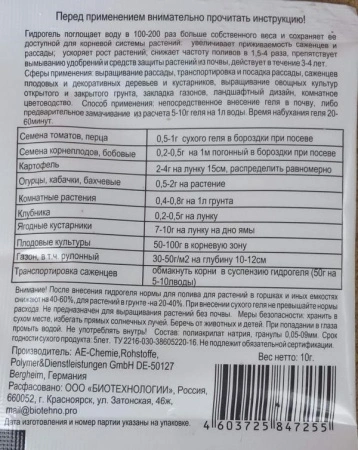 Перед применением внимательно прочитать инструкцию!
Гидрогель поглощает воду в 100-200 раз больше собственного веса и сохраняет ее
доступной для корневой системы растений: увеличивает приживаемость саженцев и
рассады; ускоряет рост растений, снижает частоту поливов в 1,5-4 раза, препятствует
вымыванию удобрений и средств защиты растений из почвы, действует в течение 3-4 лет.
Сферы применения: выращивание рассады, транспортировка и посадка рассады, саженцев
плодовых и декоративных деревьев и кустарников, выращивание овощных культур
открытого и закрытого грунта, закладка газонов, ландшафтный дизайн, комнатное
цветоводство. Способ применения: непосредственное внесение геля в почву, либо
предварительное замачивание из расчета 5-10г геля на 1л воды. Время набухания геля 20-
60минут.
Семена томатов, перца 0,5-1г сухого геля в бороздки при посеве
Семена корнеплодов, бобовые 0,2-0,5г на 1м погонный в бороздки при посеве
Картофель 2-4г на лунку 15см, распределить равномерно
Огурцы, кабачки, бахчевые 0,5-2г на растение
Комнатные растения 0,4-0,8г на 1л грунта
Клубника 0,2-0,5г на лунку
Ягодные кустарники 7-10г на лунку на дно ямы
Плодовые культуры 50-100г в корневую зону
Газон, в т.ч. рулонный 30-50г/м2 на глубину 10-12см
Транспортировка саженцев обмакнуть корни в суспензию гидрогеля (50г на
5-10литров воды)
Внимание! После внесения гидрогеля нормы для полива для растений в горшках и иных емкостях
снижают на 40-60%, для растений в грунте -на 20-40%. При внесении сухого геля не превышайте нормы
расхода. Не предназначен для выращивания растений без почвы. Меры безопасности: хранить в
сухом месте, избегать прямых солнечных лучей. Беречь от животных и детей. При попадании в глаза
промыть водой. Не употреблять внутрь! Состав: полиакрилат натрия, гранулы 0,05-09мм. Срок
годности сухого продукта: 5лет. ТУ 2216-030-38605220-16. Не подлежит обязательной сертификации.
Производитель: AE-Chemie,Rohstoffe,
Polymer&Dienstleistungen GmbH DE-50127
Bergheim, Германия
Расфасовано: ООО «БИОТЕХНОЛОГИИ», Россия,
660052, г. Красноярск, ул. Затонская, 46ж,
mail@biotehno.pro
Дата изготовления и номер партии указаны на упаковке.
Вес нетто: 10г.
4 603725 847255